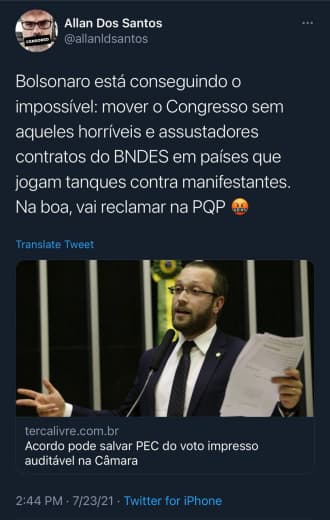 Allan Dos Santos
@allanldsantos
CENSORED
Bolsonaro está conseguindo o
impossível: mover o Congresso sem
aqueles horríveis e assustadores
contratos do BNDES em países que
jogam tanques contra manifestantes.
Na boa, vai reclamar na PQP
Translate Tweet
tercalivre.com.br
Acordo pode salvar PEC do voto impresso
auditável na Câmara
2:44 PM · 7/23/21 · Twitter for iPhone